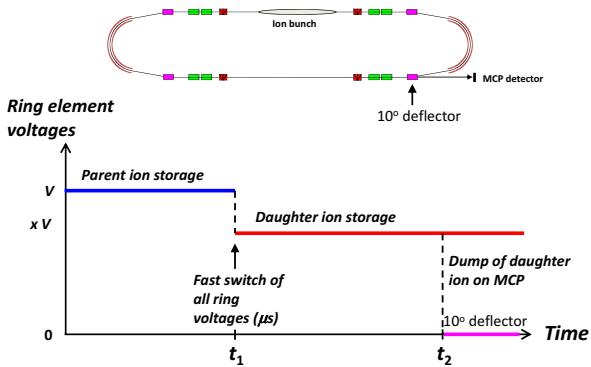 Ion bunch
MCP detector
10° deflector
Ring element
voltages
Parent ion storage
V
Daughter ion storage
x V
Fast switch of
all ring
voltages (μs)
Dump of daughter
ion on MCP
10° deflector
0
Time
t1
t2